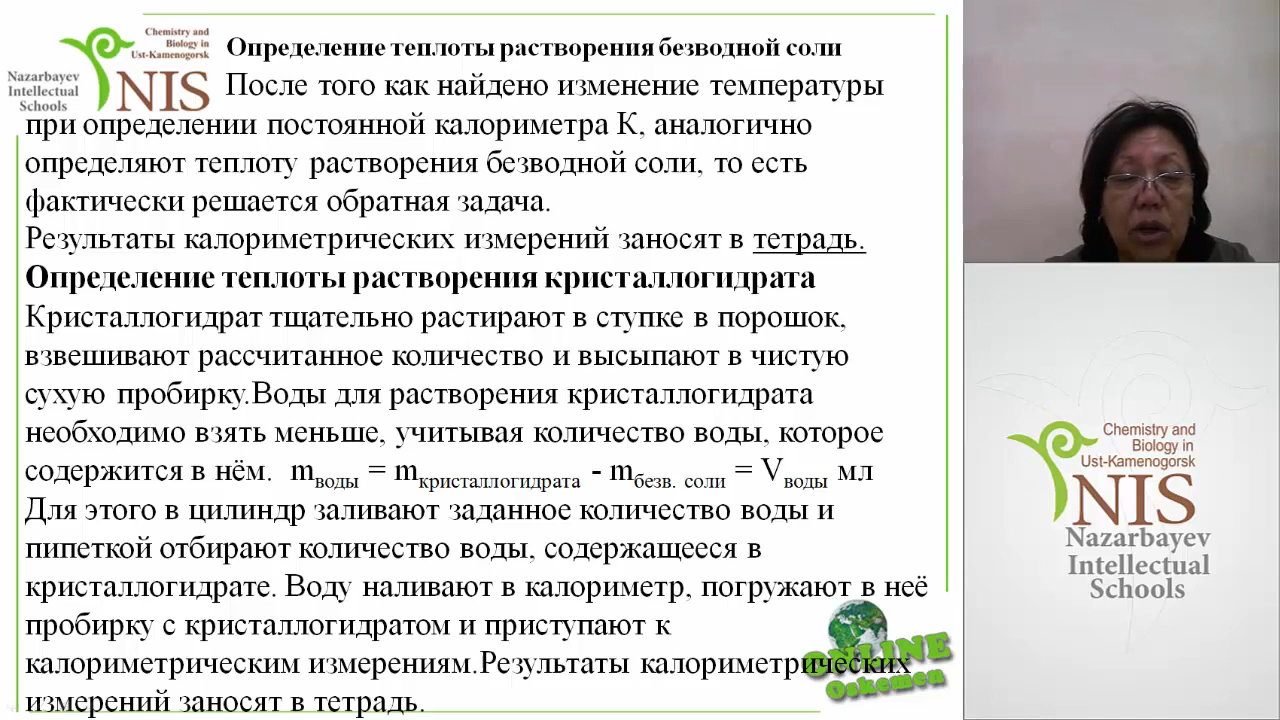 Chemistry and
Biology in
Ust-Kamenogorsk
Nazarbayev
Intellectual
Schools
NIS
Определение теплоты растворения безводной соли
После того как найдено изменение температуры
при определении постоянной калориметра К, аналогично
определяют теплоту растворения безводной соли, то есть
фактически решается обратная задача.
Результаты калориметрических измерений заносят в тетрадь.
Определение теплоты растворения кристаллогидрата
Кристаллогидрат тщательно растирают в ступке в порошок,
взвешивают рассчитанное количество и высыпают в чистую
сухую пробирку.Воды для растворения кристаллогидрата
необходимо взять меньше, учитывая количество воды, которое
содержится в нём. mводы = mкристаллогидрата - mбезв. соли = Vводы мл
Для этого в цилиндр заливают заданное количество воды и
пипеткой отбирают количество воды, содержащееся в
кристаллогидрате. Воду наливают в калориметр, погружают в неё
пробирку с кристаллогидратом и приступают к
калориметрическим измерениям.Результаты калориметрических
измерений заносят в тетрадь.
ONLINE
Oskemen
Chemistry and
Biology in
Ust-Kamenogorsk
NIS
Nazarbayev
Intellectual
Schools